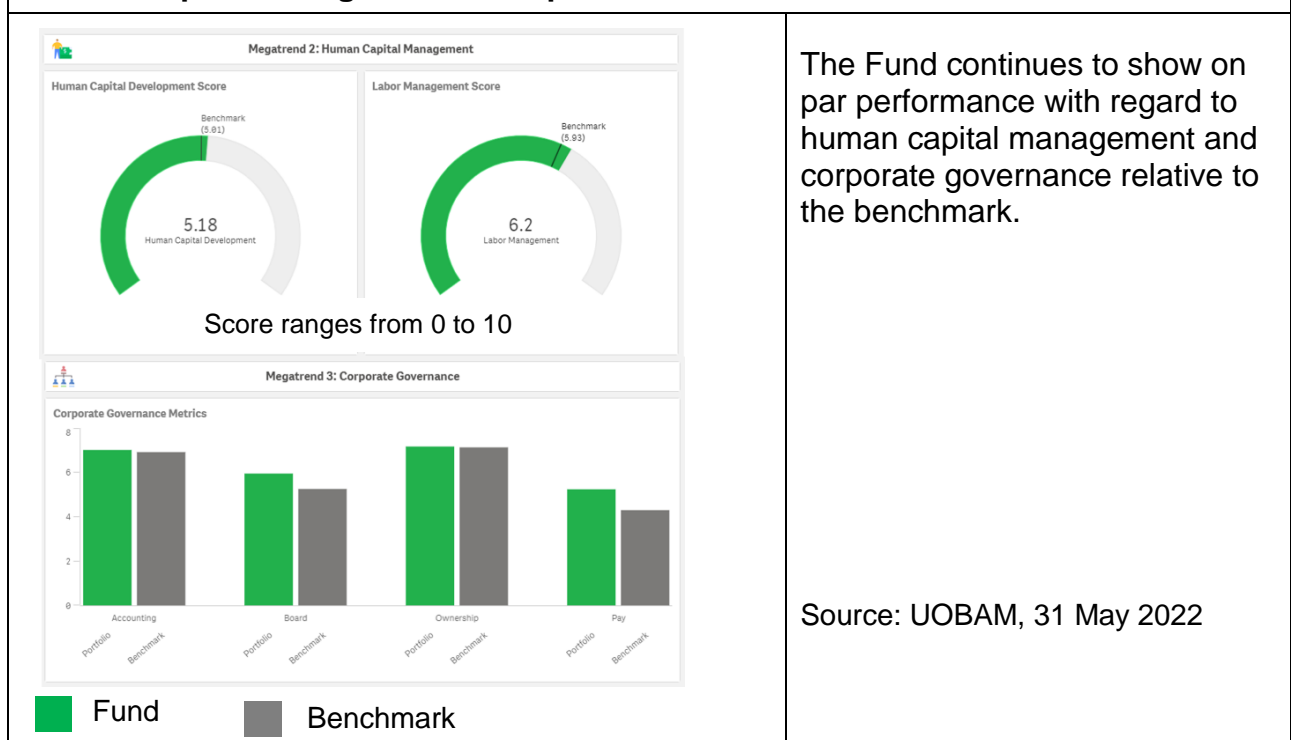 Megatrend 2: Human Capital Management
Human Capital Development Score
Benchmark
(5.01)
5.18
Human Capital Development
Labor Management Score
Benchmark
(5.93)
6.2
Labor Management
Score ranges from 0 to 10
Megatrend 3: Corporate Governance
Corporate Governance Metrics
8
6
4
2
0
Accounting
Board
Ownership
Pay
Portfolio
Benchmark
Portfolio
Benchmark
Portfolio
Benchmark
Portfolio
Benchmark
Fund
Benchmark
The Fund continues to show on
par performance with regard to
human capital management and
corporate governance relative to
the benchmark.
Source: UOBAM, 31 May 2022